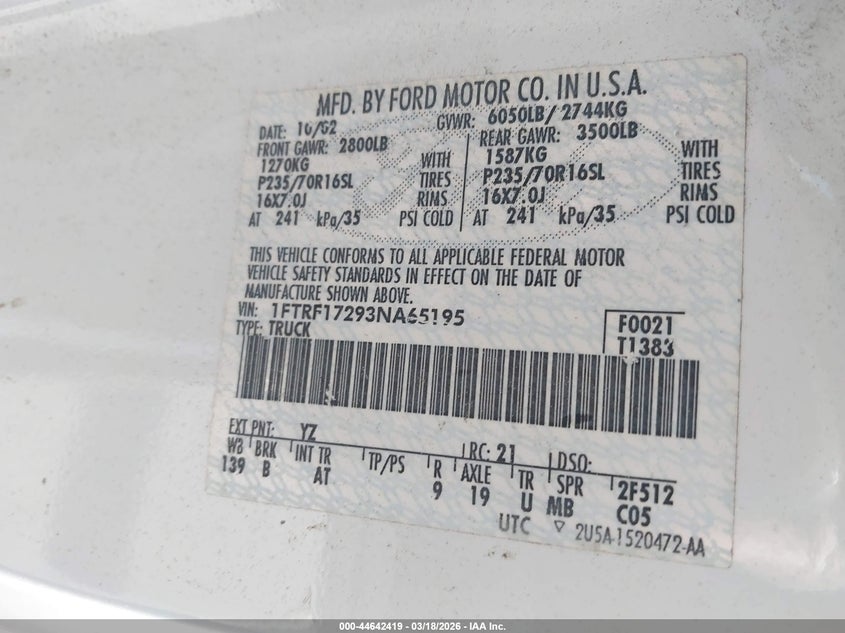 MFD. BY FORD MOTOR CO. IN U.S.A.
DATE: 10/02 GVWR: 6050LB/ 2744KG
FRONT GAWR: 2800LB REAR GAWR: 3500LB
1270KG WITH 1587KG WITH
P235/70R16SL TIRES P235/70R16SL TIRES
16X7.0J RIMS 16X7.0J RIMS
AT 241 kPa/35 PSI COLD AT 241 kPa/35 PSI COLD
THIS VEHICLE CONFORMS TO ALL APPLICABLE FEDERAL MOTOR
VEHICLE SAFETY STANDARDS IN EFFECT ON THE DATE OF
MANUFACTURE SHOWN ABOVE.
VIN: 1FTRF17293NA65195 F0021
TYPE: TRUCK T1383
EXT PNT: YZ RC: 21 DSO:
WB BRK INT TR TP/PS R AXLE TR SPR 2F512
139 B AT 9 19 U MB C05
UTC ▽ 2U5A-1520472-AA
000-44642419 | 03/18/2026 - IAA Inc.